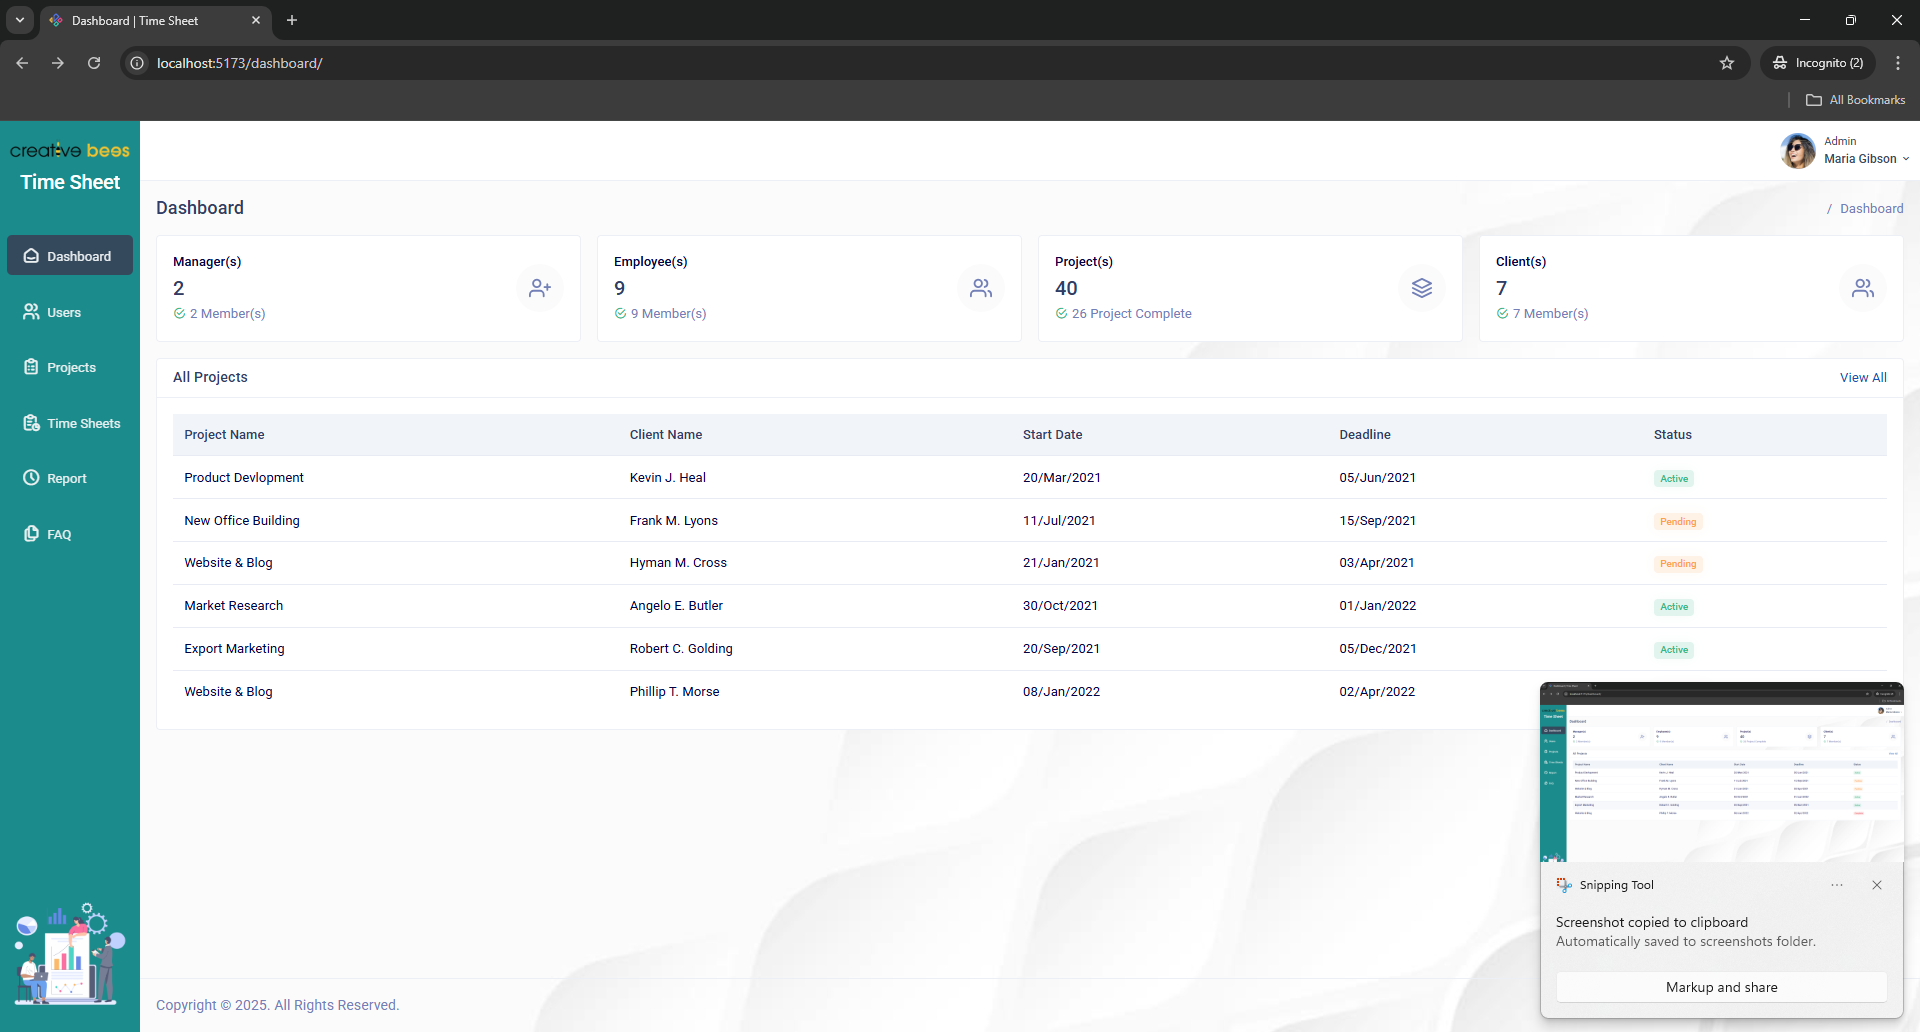 Dashboard | Time Sheet
localhost:5173/dashboard/
Incognito (2)
All Bookmarks
creative bees
Time Sheet
Admin
Maria Gibson
Dashboard
Users
Projects
Time Sheets
Report
FAQ
Dashboard
/ Dashboard
Manager(s)
2
2 Member(s)
Employee(s)
9
9 Member(s)
Project(s)
40
26 Project Complete
Client(s)
7
7 Member(s)
All Projects
View All
Project Name Client Name Start Date Deadline Status
Product Devlopment Kevin J. Heal 20/Mar/2021 05/Jun/2021 Active
New Office Building Frank M. Lyons 11/Jul/2021 15/Sep/2021 Pending
Website & Blog Hyman M. Cross 21/Jan/2021 03/Apr/2021 Pending
Market Research Angelo E. Butler 30/Oct/2021 01/Jan/2022 Active
Export Marketing Robert C. Golding 20/Sep/2021 05/Dec/2021 Active
Website & Blog Phillip T. Morse 08/Jan/2022 02/Apr/2022
Snipping Tool
Screenshot copied to clipboard
Automatically saved to screenshots folder.
Markup and share
Copyright © 2025. All Rights Reserved.